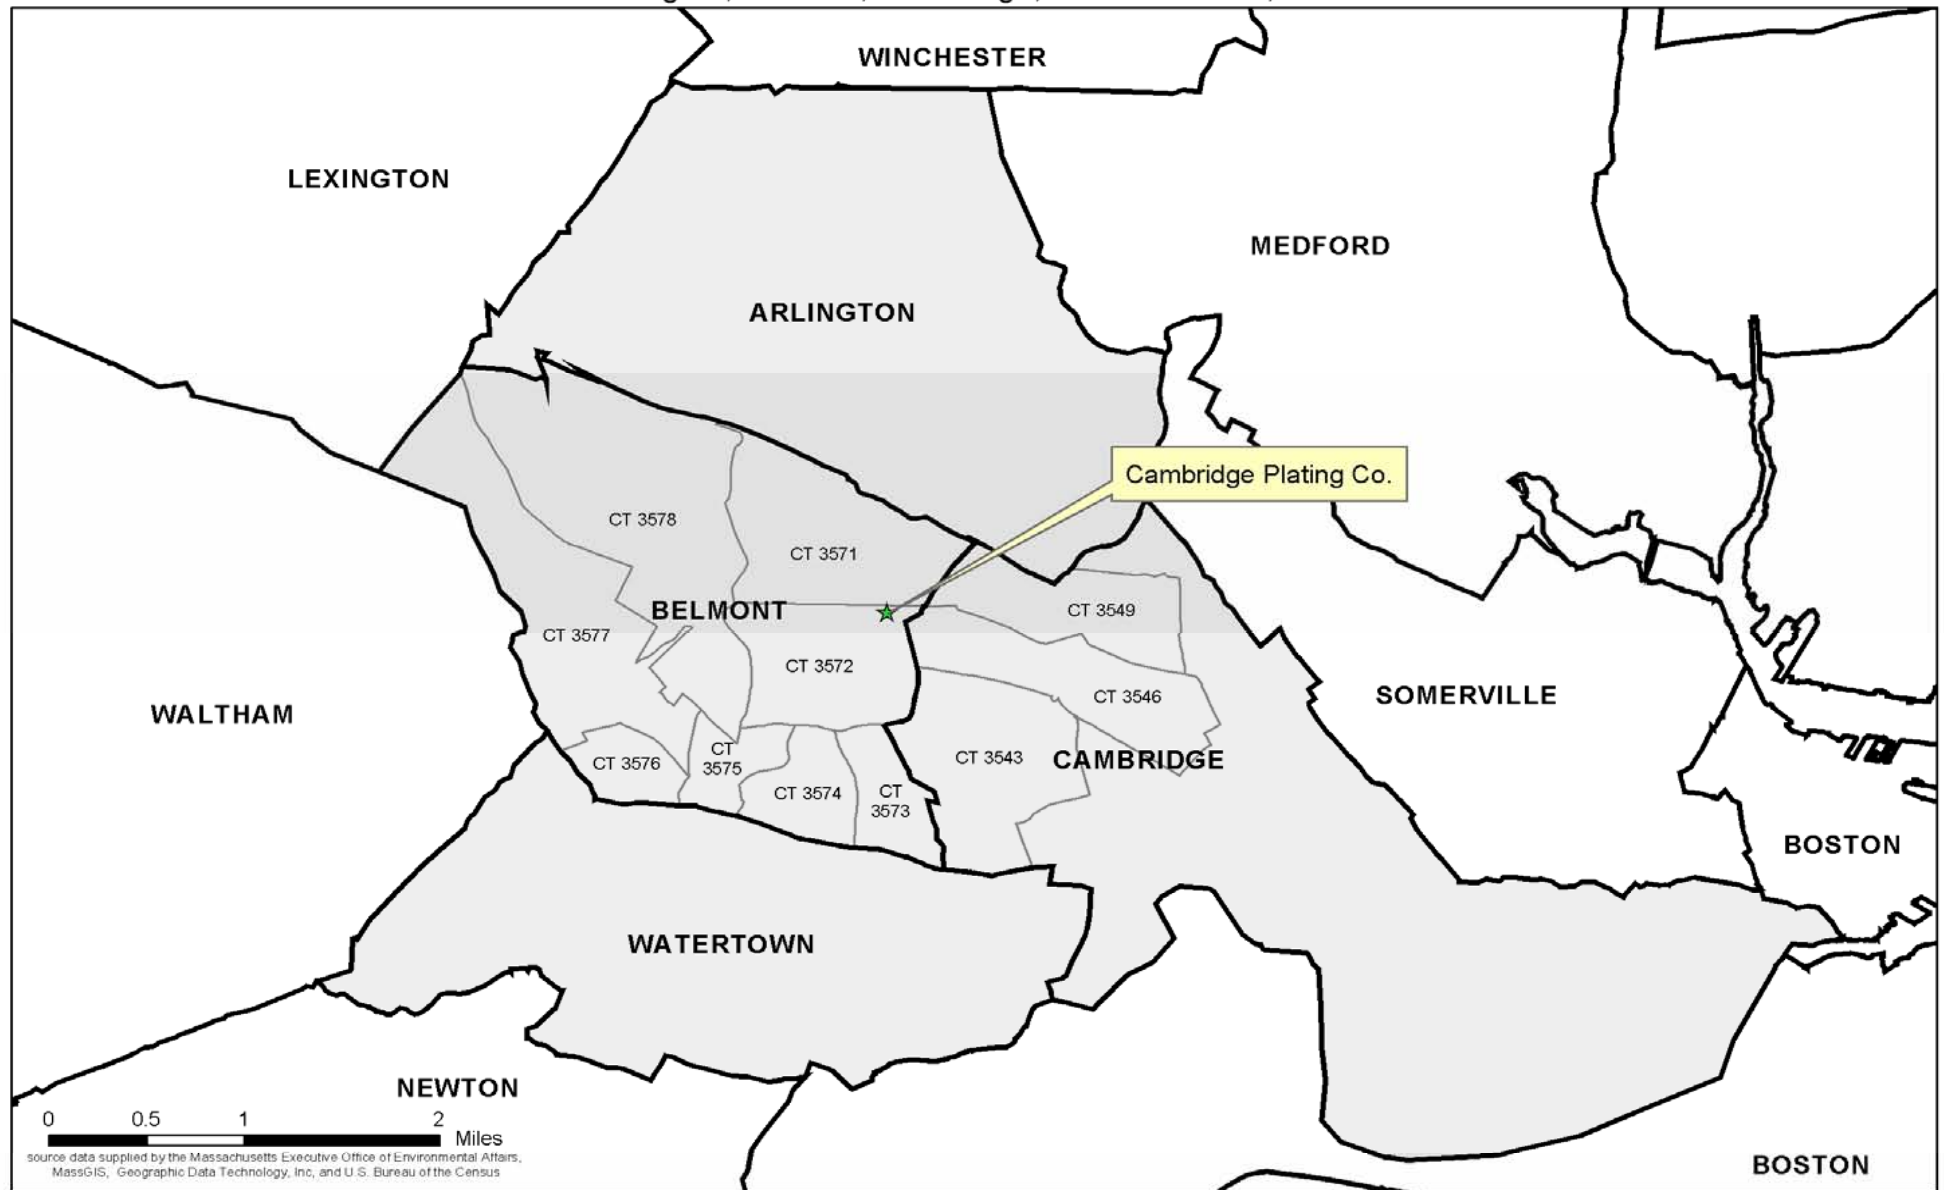 WINCHESTER
LEXINGTON
MEDFORD
ARLINGTON
Cambridge Plating Co.
CT 3578
CT 3571
BELMONT
CT 3549
CT 3577
CT 3572
CT 3546
SOMERVILLE
WALTHAM
CT 3576
CT
3575
CT 3543
CAMBRIDGE
CT 3574
CT
3573
BOSTON
WATERTOWN
NEWTON
0 0.5 1 2
Miles
source data supplied by the Massachusetts Executive Office of Environmental Affairs,
MassGIS, Geographic Data Technology, Inc, and U.S. Bureau of the Census
BOSTON